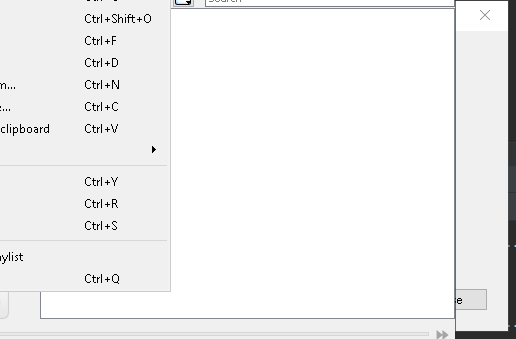 Search
Ctrl+Shift+O
Ctrl+F
Ctrl+D
m... Ctrl+N
...  Ctrl+C
clipboard Ctrl+V
Ctrl+Y
Ctrl+R
Ctrl+S
ylist
Ctrl+Q
e